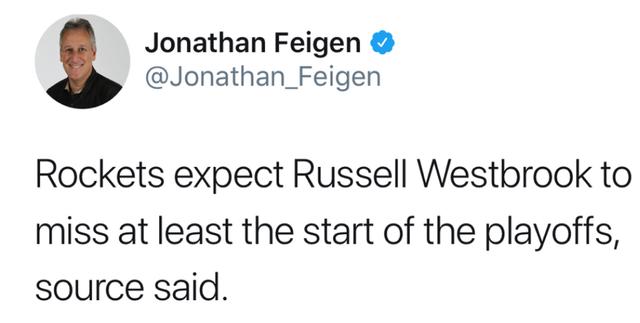 Jonathan Feigen
@Jonathan_Feigen
Rockets expect Russell Westbrook to
miss at least the start of the playoffs,
source said.